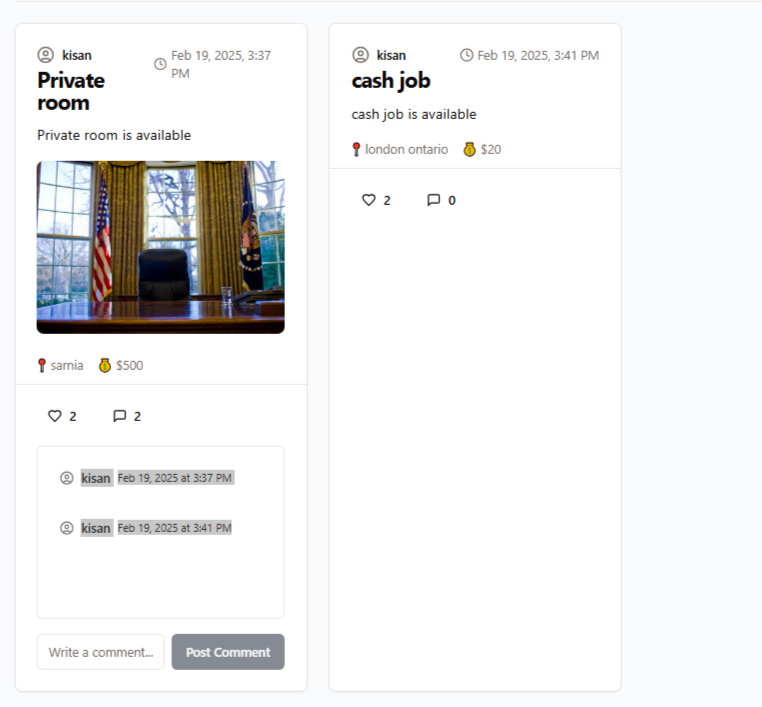 kisan
Feb 19, 2025, 3:37
PM
Private
room
Private room is available
sarnia $500
2 2
kisan Feb 19, 2025 at 3:37 PM
kisan Feb 19, 2025 at 3:41 PM
Write a comment... Post Comment
kisan Feb 19, 2025, 3:41 PM
cash job
cash job is available
london ontario $20
2 0